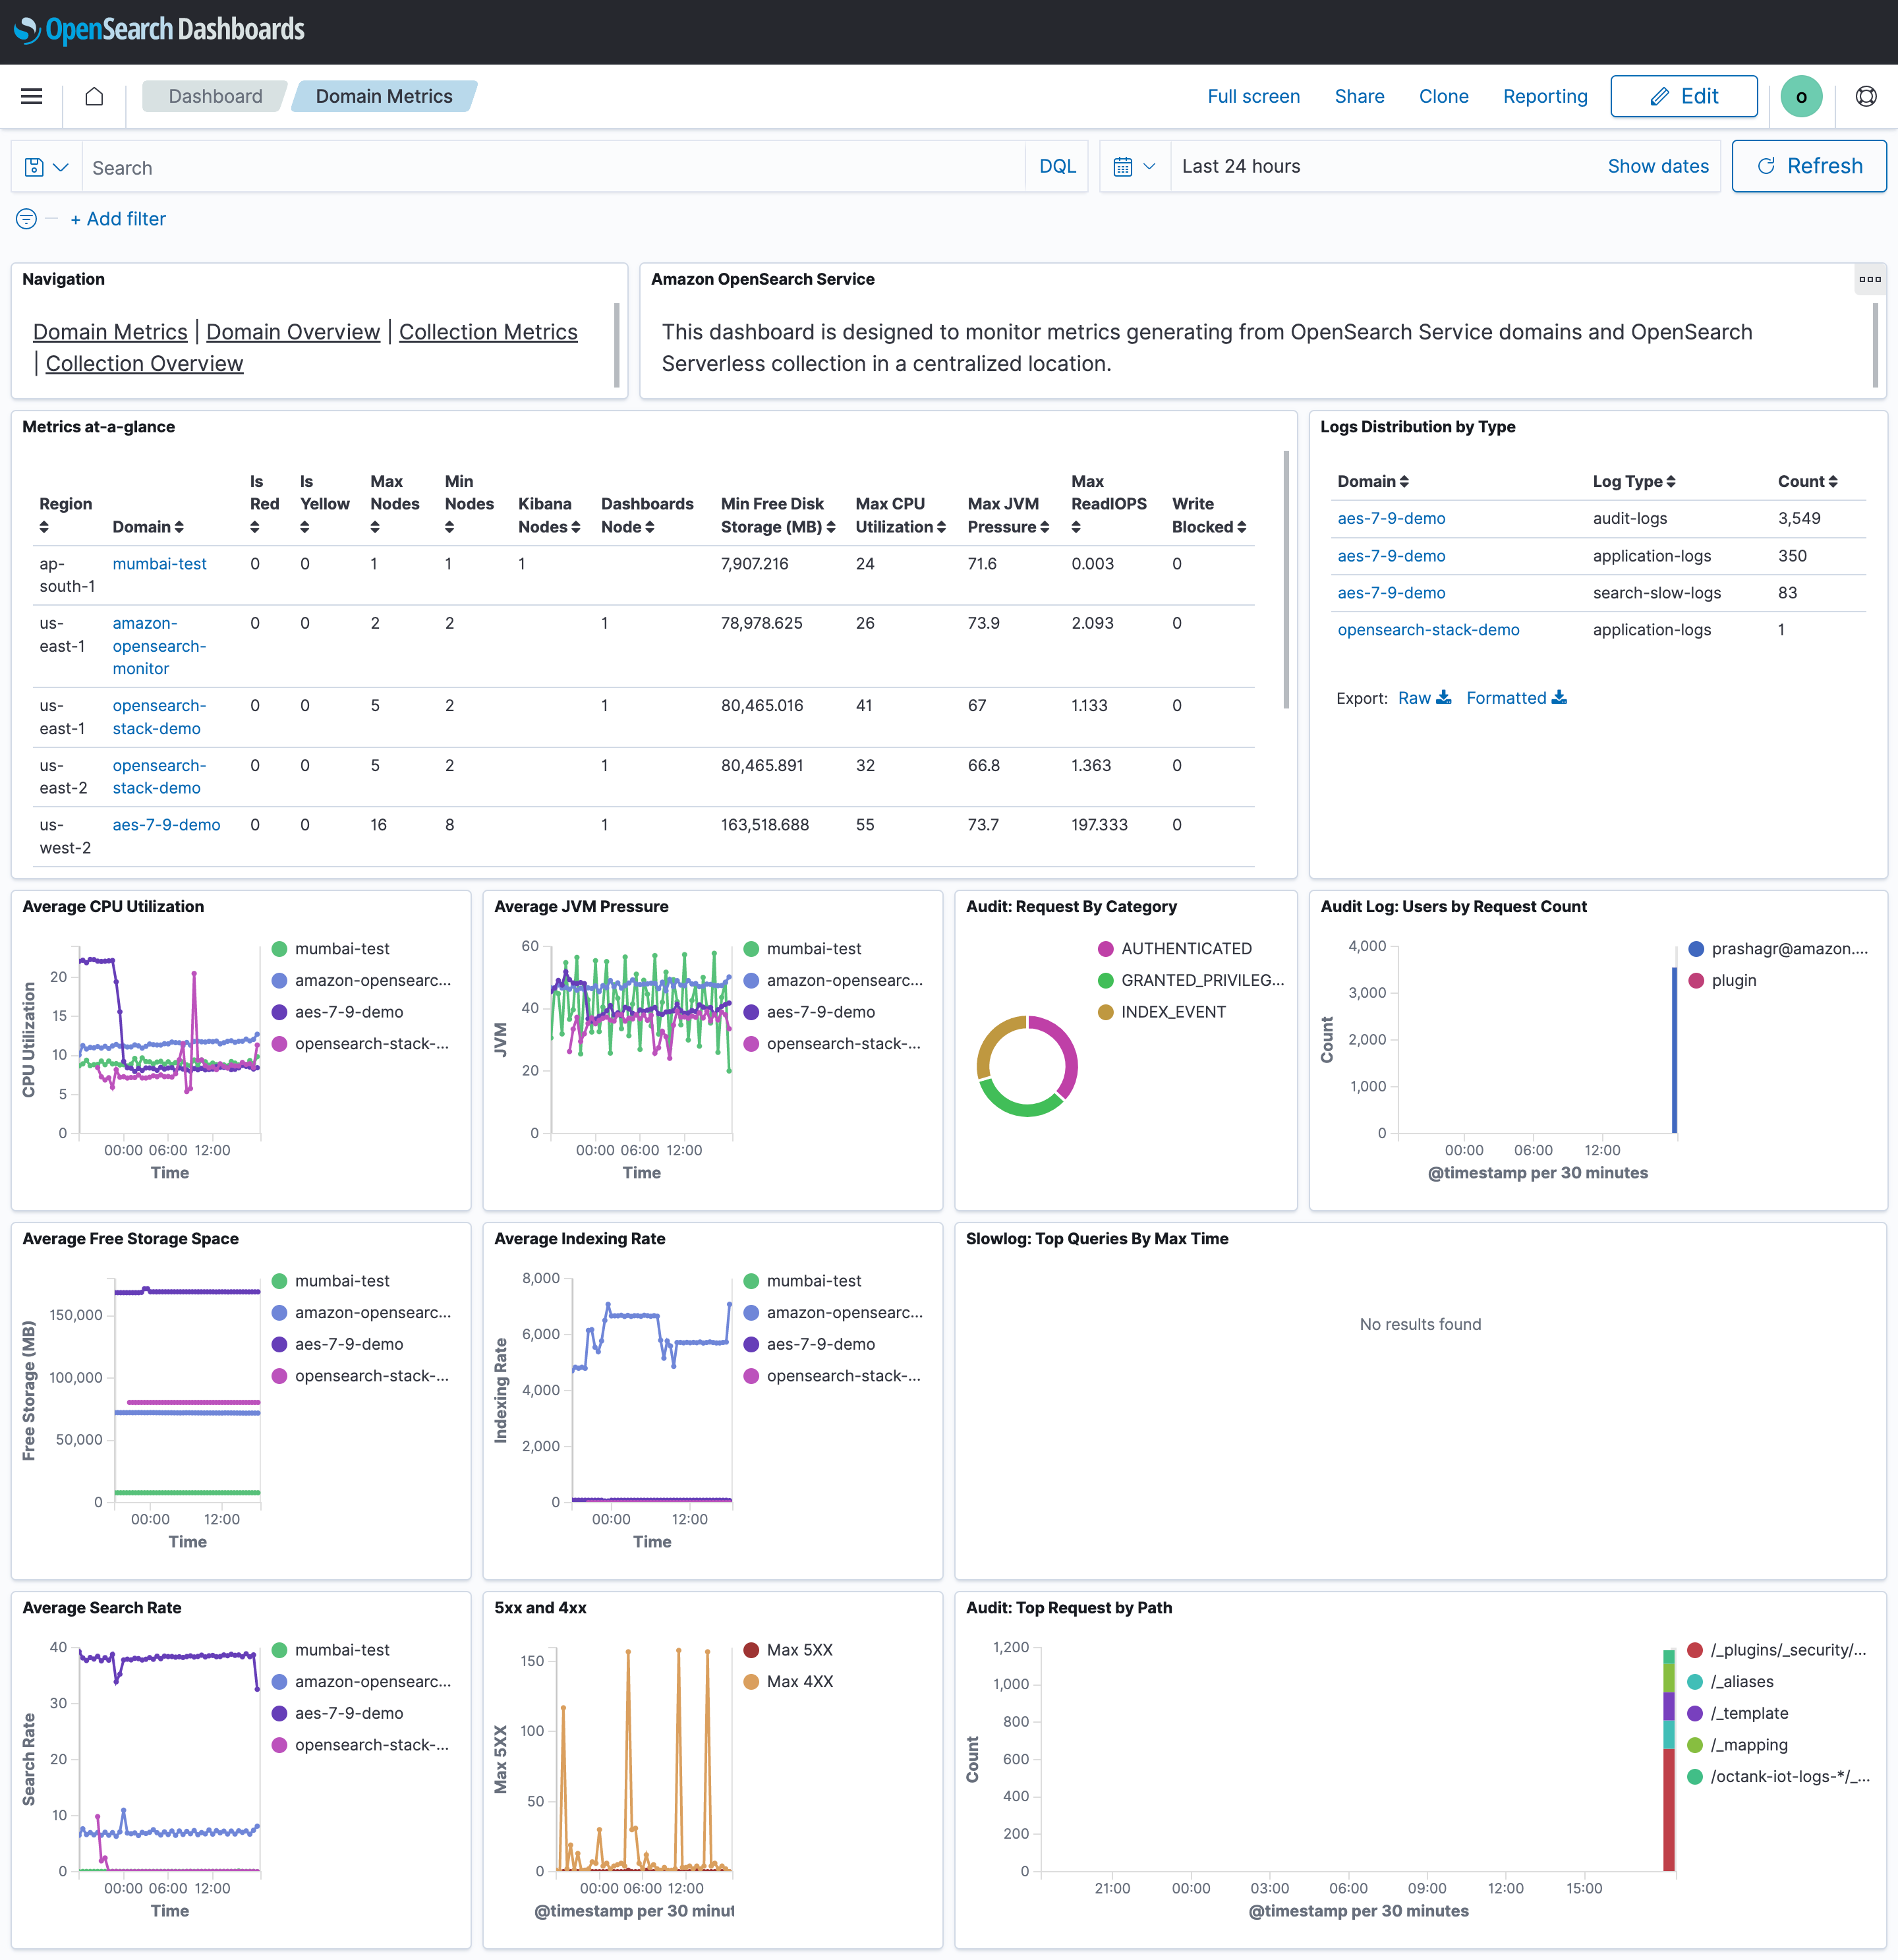 OpenSearch Dashboards
Dashboard
Domain Metrics
Full screen
Share
Clone
Reporting
Edit
o
Search
DQL
Last 24 hours
Show dates
Refresh
+ Add filter
Navigation
Domain Metrics | Domain Overview | Collection Metrics
| Collection Overview
Amazon OpenSearch Service
This dashboard is designed to monitor metrics generating from OpenSearch Service domains and OpenSearch
Serverless collection in a centralized location.
Metrics at-a-glance
Region Domain Is Red Is Yellow Max Nodes Min Nodes Kibana Nodes Dashboards Node Min Free Disk Storage (MB) Max CPU Utilization Max JVM Pressure Max ReadIOPS Write Blocked
ap-south-1 mumbai-test 0 0 1 1 1 7,907.216 24 71.6 0.003 0
us-east-1 amazon-opensearch-monitor 0 0 2 2 1 78,978.625 26 73.9 2.093 0
us-east-1 opensearch-stack-demo 0 0 5 2 1 80,465.016 41 67 1.133 0
us-east-2 opensearch-stack-demo 0 0 5 2 1 80,465.891 32 66.8 1.363 0
us-west-2 aes-7-9-demo 0 0 16 8 1 163,518.688 55 73.7 197.333 0
Logs Distribution by Type
Domain Log Type Count
aes-7-9-demo audit-logs 3,549
aes-7-9-demo application-logs 350
aes-7-9-demo search-slow-logs 83
opensearch-stack-demo application-logs 1
Export: Raw Formatted
Average CPU Utilization
CPU Utilization
20
15
10
5
0
00:00 06:00 12:00
Time
mumbai-test
amazon-opensearc...
aes-7-9-demo
opensearch-stack-...
Average JVM Pressure
JVM
60
40
20
0
00:00 06:00 12:00
Time
mumbai-test
amazon-opensearc...
aes-7-9-demo
opensearch-stack-...
Audit: Request By Category
AUTHENTICATED
GRANTED_PRIVILEG...
INDEX_EVENT
Audit Log: Users by Request Count
Count
4,000
3,000
2,000
1,000
0
00:00 06:00 12:00
@timestamp per 30 minutes
prashagr@amazon....
plugin
Average Free Storage Space
Free Storage (MB)
150,000
100,000
50,000
0
00:00 12:00
Time
mumbai-test
amazon-opensearc...
aes-7-9-demo
opensearch-stack-...
Average Indexing Rate
Indexing Rate
8,000
6,000
4,000
2,000
0
00:00 12:00
Time
mumbai-test
amazon-opensearc...
aes-7-9-demo
opensearch-stack-...
Slowlog: Top Queries By Max Time
No results found
Average Search Rate
Search Rate
40
30
20
10
0
00:00 06:00 12:00
Time
mumbai-test
amazon-opensearc...
aes-7-9-demo
opensearch-stack-...
5xx and 4xx
Max 5XX
150
100
50
0
00:00 06:00 12:00
@timestamp per 30 minut
Max 5XX
Max 4XX
Audit: Top Request by Path
Count
1,200
1,000
800
600
400
200
0
21:00 00:00 03:00 06:00 09:00 12:00 15:00
@timestamp per 30 minutes
/_plugins/_security/...
/_aliases
/_template
/_mapping
/octank-iot-logs-*/_...